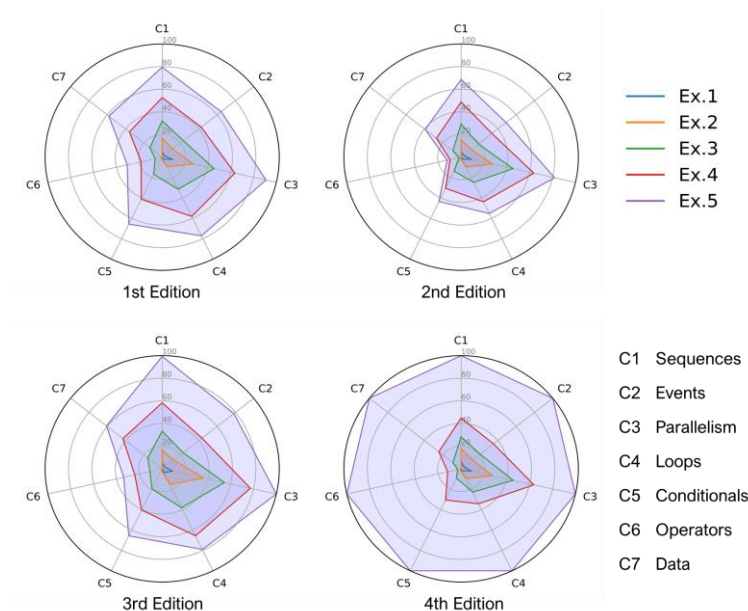 C1
100
80
60
40
20
C2
C3
C4
C5
C6
C7
1st Edition
C1
100
80
60
40
20
C2
C3
C4
C5
C6
C7
2nd Edition
Ex.1
Ex.2
Ex.3
Ex.4
Ex.5
C1
100
80
60
40
20
C2
C3
C4
C5
C6
C7
3rd Edition
C1
100
80
60
40
20
C2
C3
C4
C5
C6
C7
4th Edition
C1 Sequences
C2 Events
C3 Parallelism
C4 Loops
C5 Conditionals
C6 Operators
C7 Data